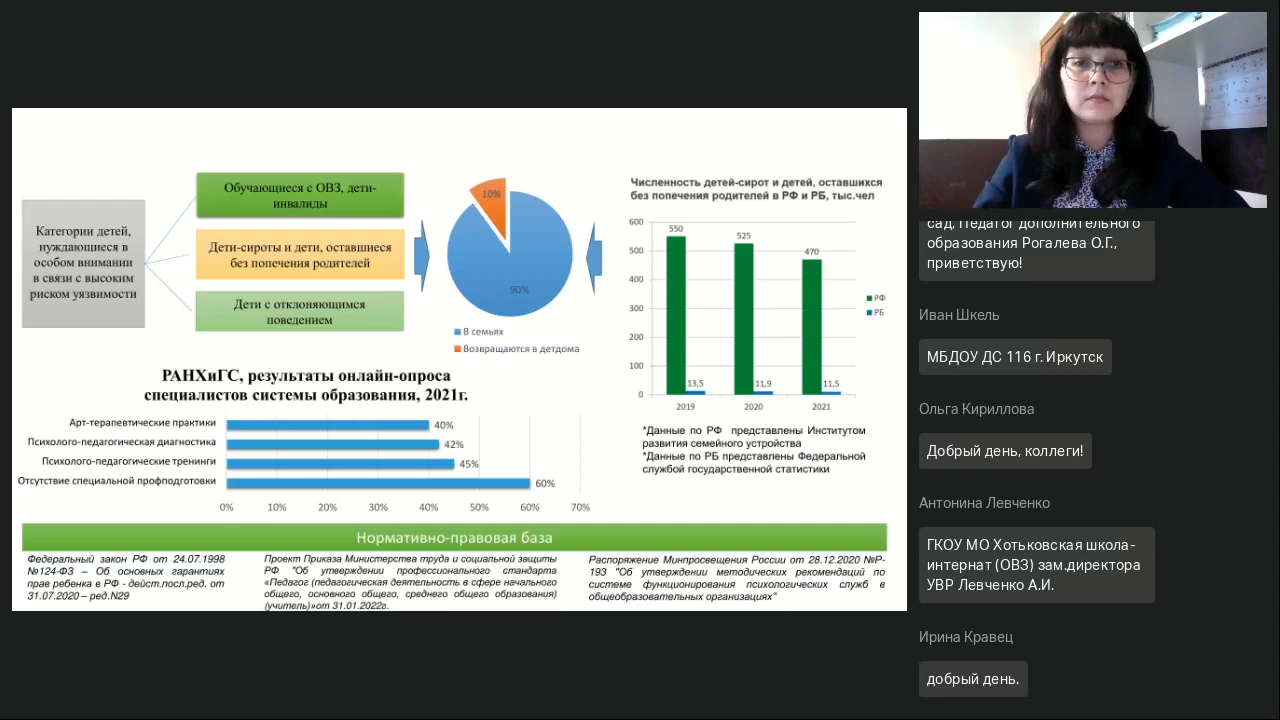 Категории детей,
нуждающиеся в
особом внимании
в связи с высоким
риском уязвимости
Обучающиеся с ОВЗ, дети-
инвалиды
Дети-сироты и дети, оставшиеся
без попечения родителей
Дети с отклоняющимся
поведением
10%
90%
В семьях
Возвращаются в детдома
Численность детей-сирот и детей, оставшихся
без попечения родителей в РФ и РБ, тыс.чел
600
500
400
300
200
100
0
550
525
470
13,5
11,9
11,5
2019
2020
2021
РФ
РБ
*Данные по РФ представлены Институтом
развития семейного устройства
*Данные по РБ представлены Федеральной
службой государственной статистики
РАНХиГС, результаты онлайн-опроса
специалистов системы образования, 2021г.
Арт-терапевтические практики
40%
Психолого-педагогическая диагностика
42%
Психолого-педагогические тренинги
45%
Отсутствие специальной профподготовки
60%
0% 10% 20% 30% 40% 50% 60% 70%
Нормативно-правовая база
Федеральный закон РФ от 24.07.1998
№124-ФЗ – Об основных гарантиях
прав ребенка в РФ - дейст.посл.ред. от
31.07.2020 – ред.N29
Проект Приказа Министерства труда и социальной защиты
РФ "Об утверждении профессионального стандарта
«Педагог (педагогическая деятельность в сфере начального
общего, основного общего, среднего общего образования)
(учитель)»от 31.01.2022г.
Распоряжение Минпросвещения России от 28.12.2020 №Р-
193 "Об утверждении методических рекомендаций по
системе функционирования психологических служб в
общеобразовательных организациях"
сад, педагог дополнительного
образования Рогалева О.Г.,
приветствую!
Иван Шкель
МБДОУ ДС 116 г. Иркутск
Ольга Кириллова
Добрый день, коллеги!
Антонина Левченко
ГКОУ МО Хотьковская школа-
интернат (ОВЗ) зам.директора
УВР Левченко А.И.
Ирина Кравец
добрый день.